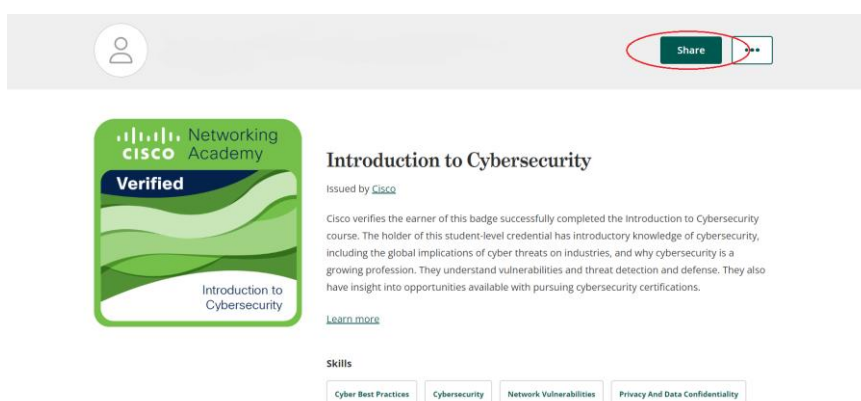 Share
•••
Networking
CISCO Academy
Verified
Introduction to
Cybersecurity
Introduction to Cybersecurity
Issued by Cisco
Cisco verifies the earner of this badge successfully completed the Introduction to Cybersecurity
course. The holder of this student-level credential has introductory knowledge of cybersecurity,
including the global implications of cyber threats on industries, and why cybersecurity is a
growing profession. They understand vulnerabilities and threat detection and defense. They also
have insight into opportunities available with pursuing cybersecurity certifications.
Learn more
Skills
Cyber Best Practices
Cybersecurity
Network Vulnerabilities
Privacy And Data Confidentiality